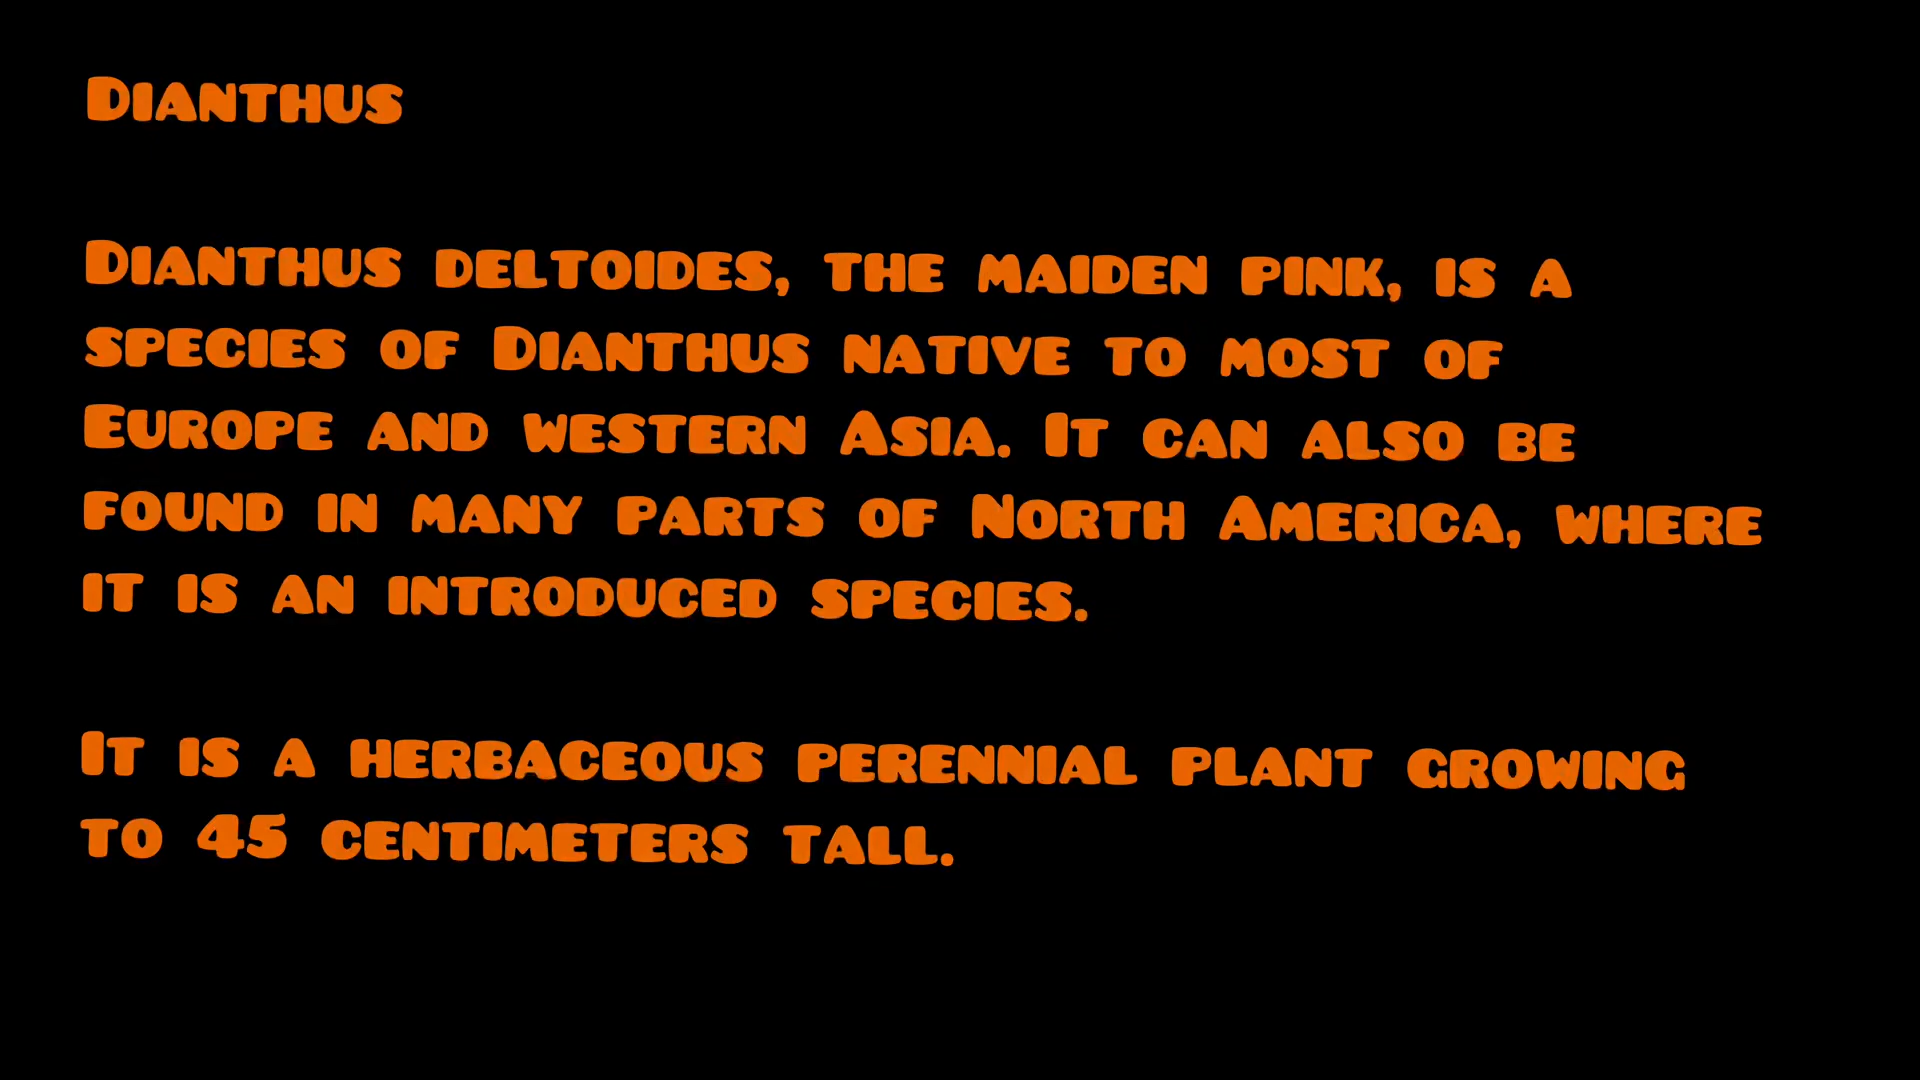 Dianthus
Dianthus deltoides, the maiden pink, is a
species of Dianthus native to most of
Europe and western Asia. It can also be
found in many parts of North America, where
it is an introduced species.
It is a herbaceous perennial plant growing
to 45 centimeters tall.